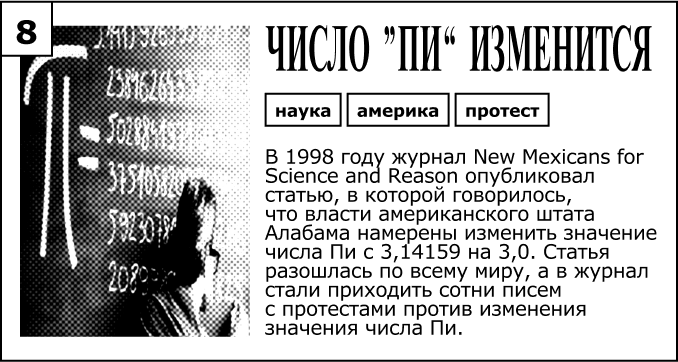 8
ЧИСЛО ”ПИ“ ИЗМЕНИТСЯ
наука америка протест
В 1998 году журнал New Mexicans for
Science and Reason опубликовал
статью, в которой говорилось,
что власти американского штата
Алабама намерены изменить значение
числа Пи с 3,14159 на 3,0. Статья
разошлась по всему миру, а в журнал
стали приходить сотни писем
с протестами против изменения
значения числа Пи.
π